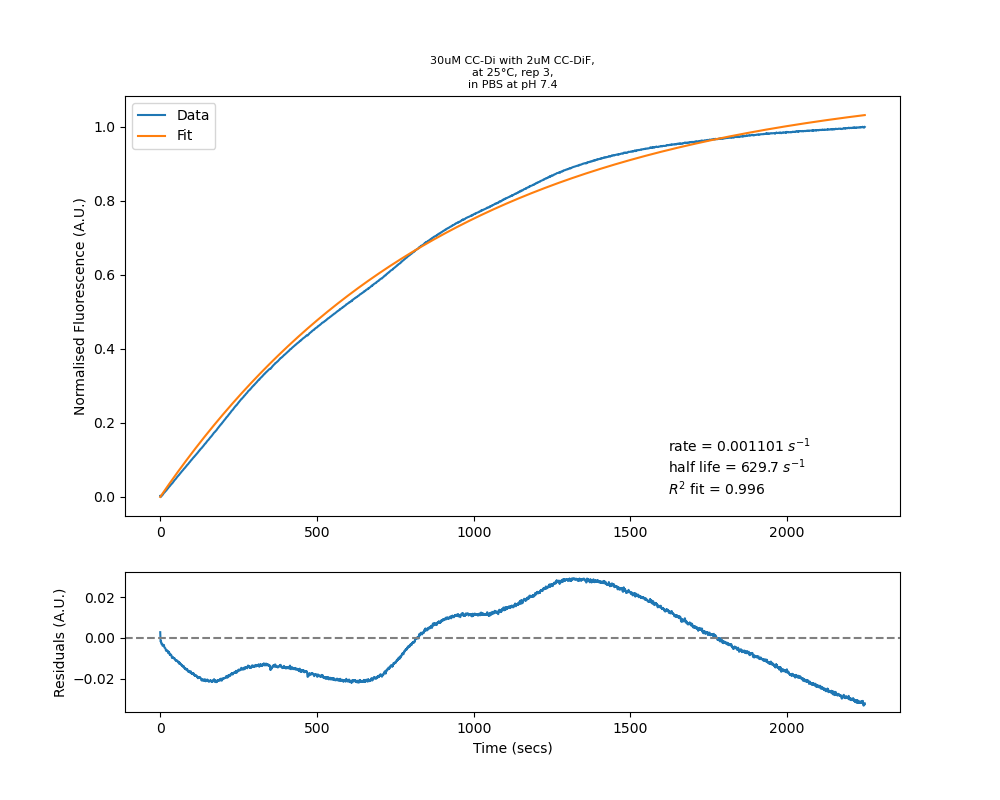 30uM CC-Di with 2uM CC-DiF,
at 25°C, rep 3,
in PBS at pH 7.4
Data
Fit
Normalised Fluorescence (A.U.)
1.0
0.8
0.6
0.4
0.2
0.0
rate = 0.001101 s⁻¹
half life = 629.7 s⁻¹
R² fit = 0.996
0 500 1000 1500 2000
Residuals (A.U.)
0.02
0.00
−0.02
0 500 1000 1500 2000
Time (secs)